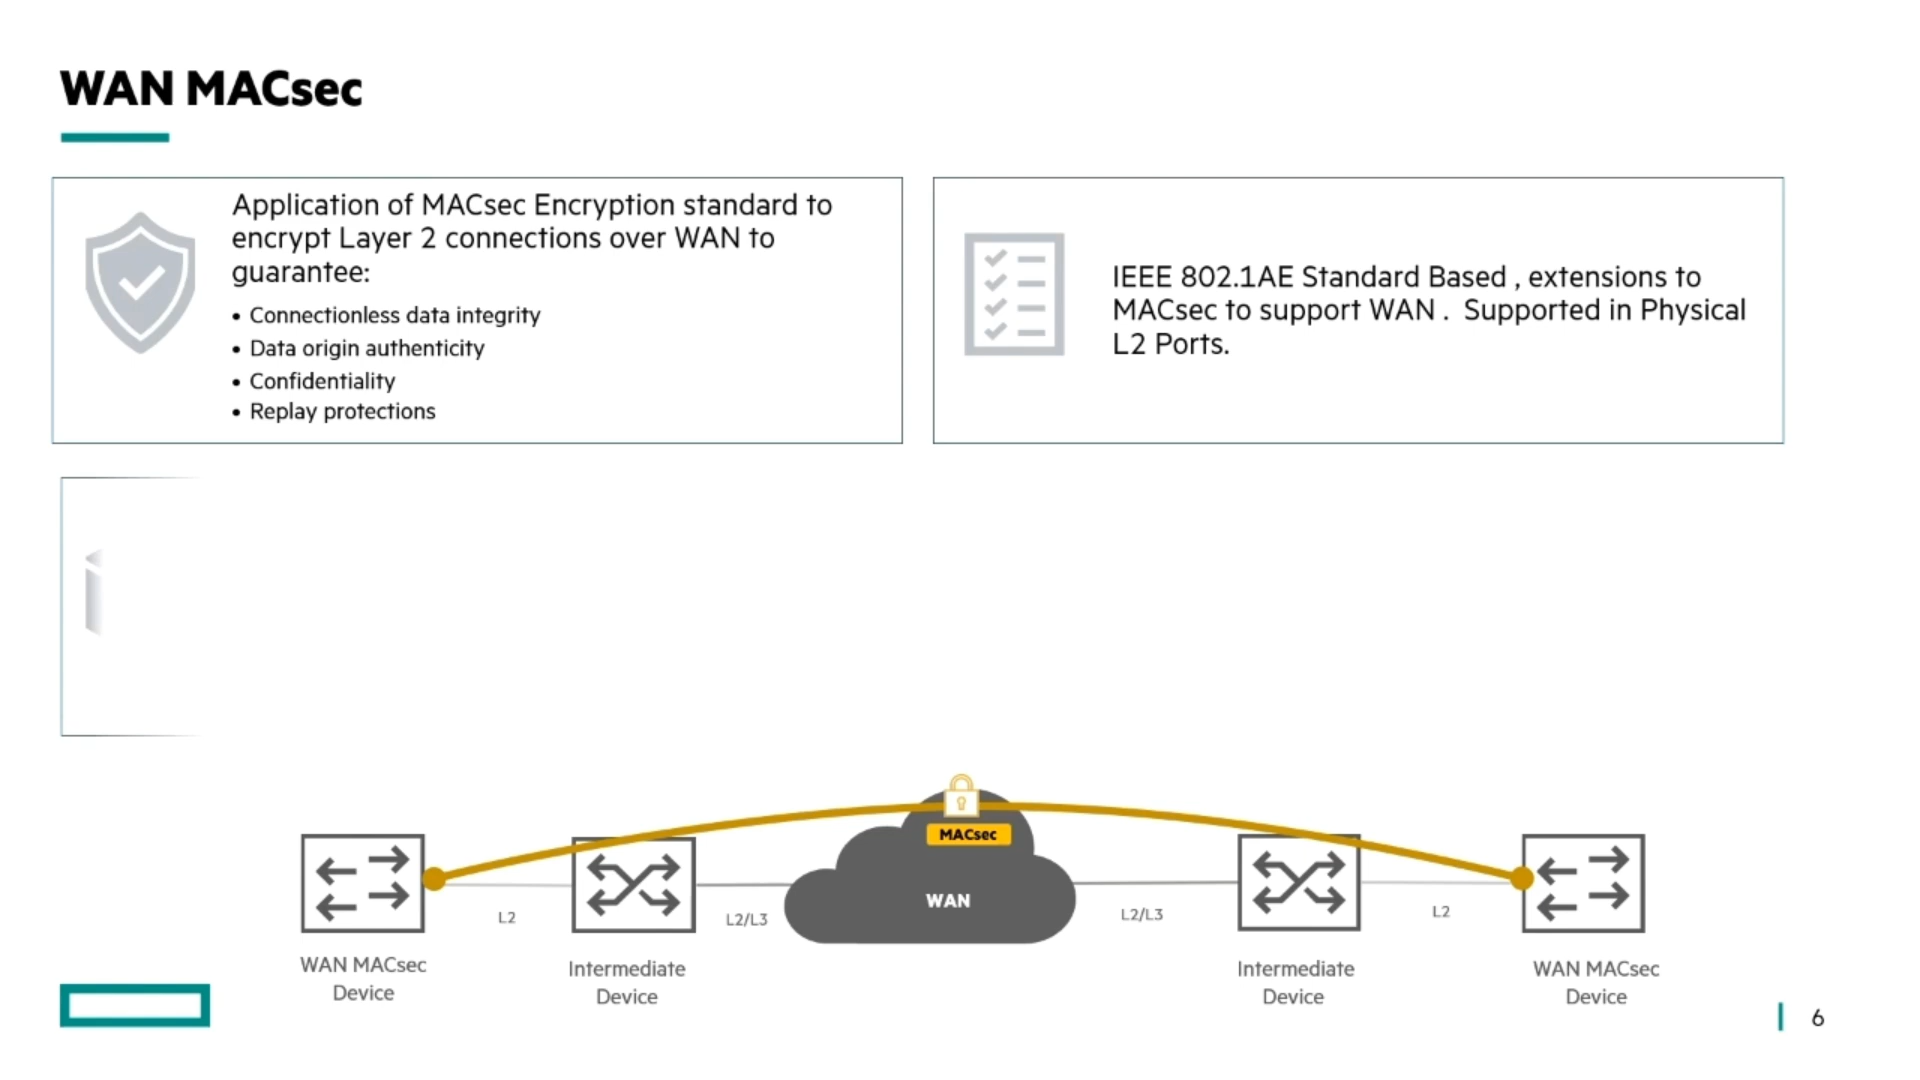 WAN MACsec
Application of MACsec Encryption standard to
encrypt Layer 2 connections over WAN to
guarantee:
• Connectionless data integrity
• Data origin authenticity
• Confidentiality
• Replay protections
IEEE 802.1AE Standard Based , extensions to
MACsec to support WAN .  Supported in Physical
L2 Ports.
MACsec
WAN
L2
L2/L3
L2/L3
L2
WAN MACsec
Device
Intermediate
Device
Intermediate
Device
WAN MACsec
Device
6